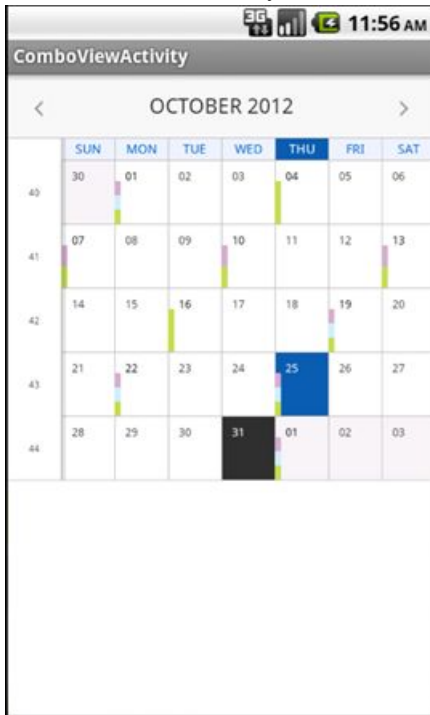 3G 11:56 AM
ComboViewActivity
< OCTOBER 2012 >
SUN MON TUE WED THU FRI SAT
40 30 01 02 03 04 05 06
41 07 08 09 10 11 12 13
42 14 15 16 17 18 19 20
43 21 22 23 24 25 26 27
44 28 29 30 31 01 02 03